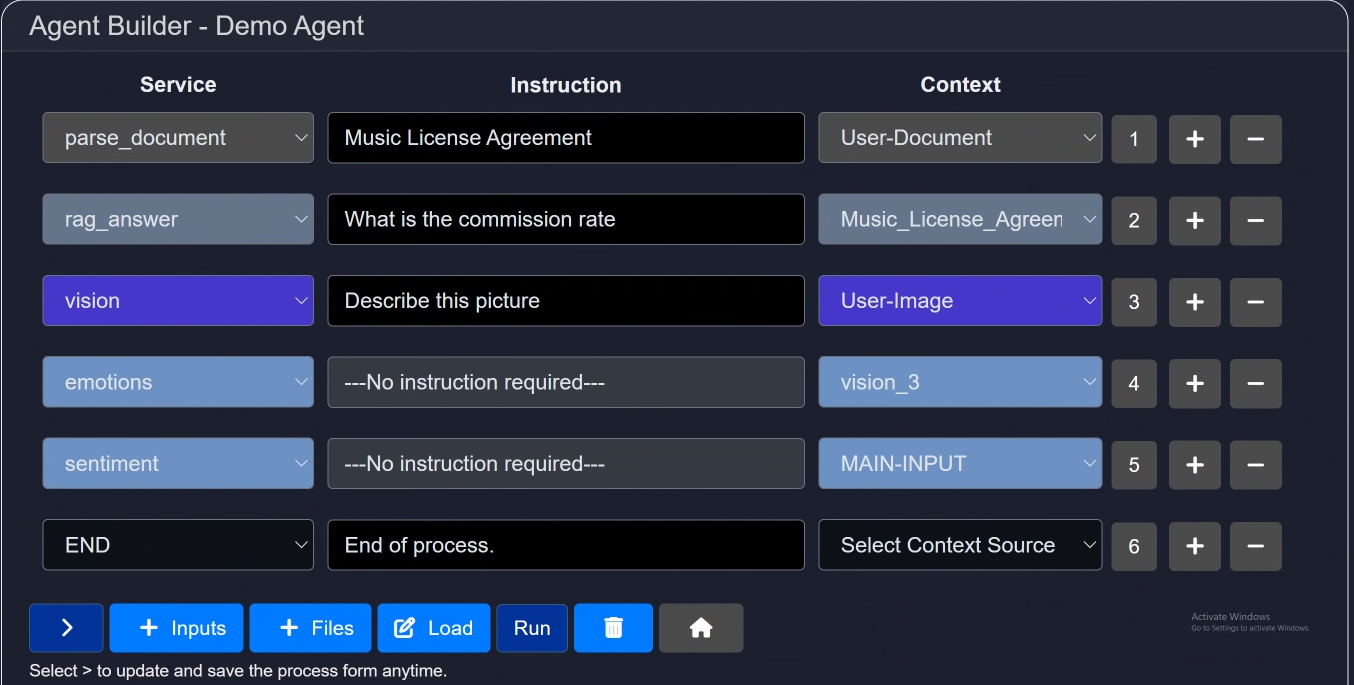 Agent Builder - Demo Agent
Service Instruction Context
parse_document Music License Agreement User-Document 1 + −
rag_answer What is the commission rate Music_License_Agreen 2 + −
vision Describe this picture User-Image 3 + −
emotions ---No instruction required--- vision_3 4 + −
sentiment ---No instruction required--- MAIN-INPUT 5 + −
END End of process. Select Context Source 6 + −
> + Inputs + Files Load Run
Activate Windows
Go to Settings to activate Windows.
Select > to update and save the process form anytime.